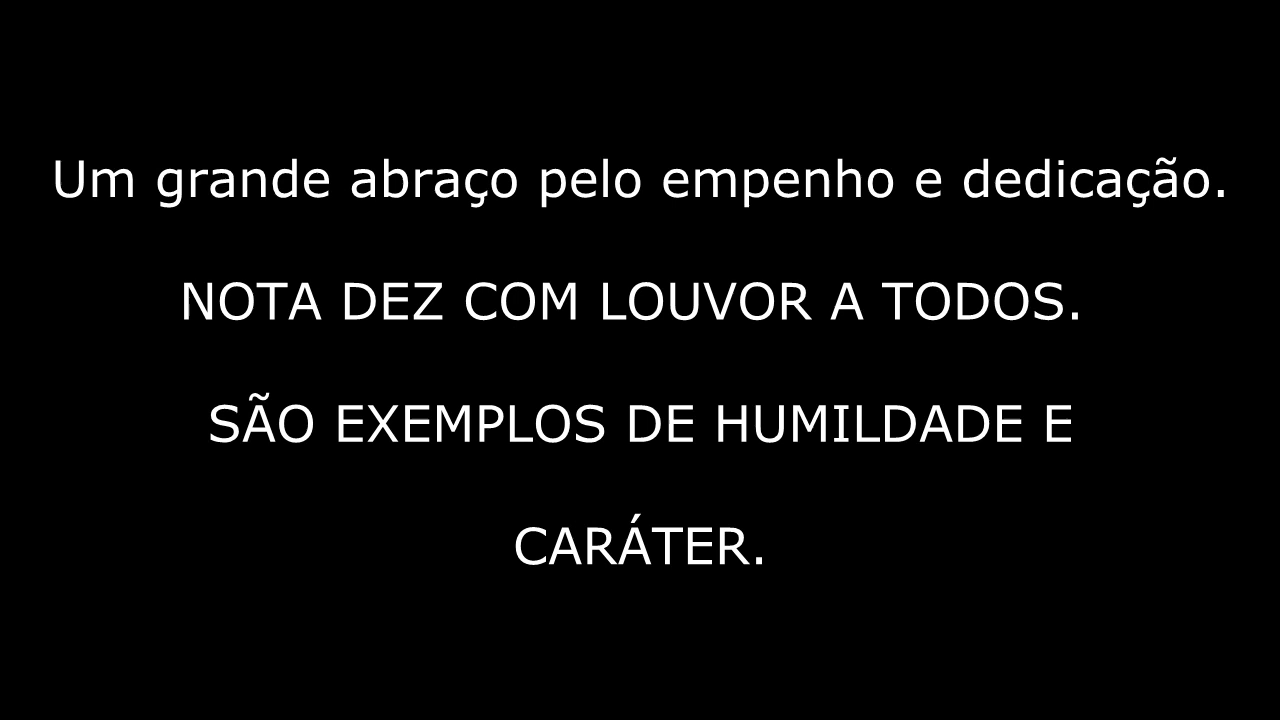 Um grande abraço pelo empenho e dedicação.
NOTA DEZ COM LOUVOR A TODOS.
SÃO EXEMPLOS DE HUMILDADE E
CARÁTER.